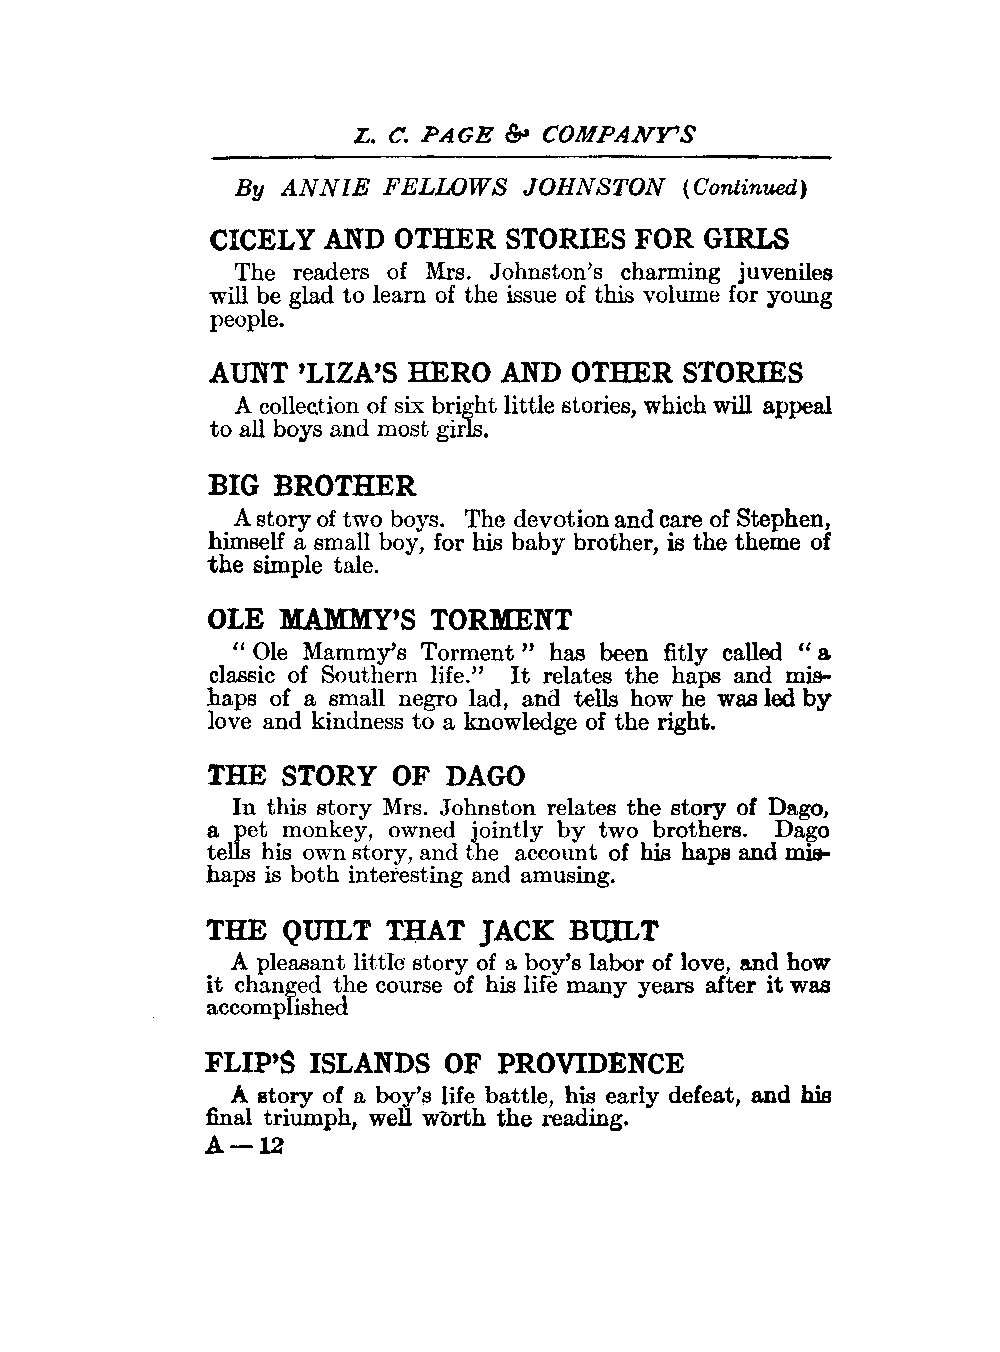 L. C. PAGE & COMPANY'S
By ANNIE FELLOWS JOHNSTON (Continued)
CICELY AND OTHER STORIES FOR GIRLS
The readers of Mrs. Johnston's charming juveniles
will be glad to learn of the issue of this volume for young
people.
AUNT 'LIZA'S HERO AND OTHER STORIES
A collection of six bright little stories, which will appeal
to all boys and most girls.
BIG BROTHER
A story of two boys. The devotion and care of Stephen,
himself a small boy, for his baby brother, is the theme of
the simple tale.
OLE MAMMY'S TORMENT
" Ole Mammy's Torment " has been fitly called " a
classic of Southern life." It relates the haps and mis-
haps of a small negro lad, and tells how he was led by
love and kindness to a knowledge of the right.
THE STORY OF DAGO
In this story Mrs. Johnston relates the story of Dago,
a pet monkey, owned jointly by two brothers. Dago
tells his own story, and the account of his haps and mis-
haps is both interesting and amusing.
THE QUILT THAT JACK BUILT
A pleasant little story of a boy's labor of love, and how
it changed the course of his life many years after it was
accomplished
FLIP'S ISLANDS OF PROVIDENCE
A story of a boy's life battle, his early defeat, and his
final triumph, well worth the reading.
A — 12